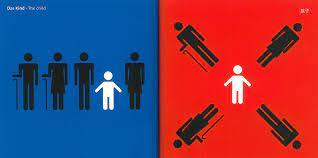 Das Kind - The child
孩子